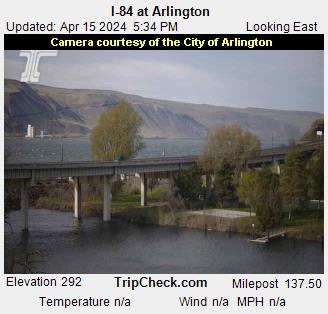 I-84 at Arlington
Updated: Apr 15 2024 5:34 PM Looking East
Camera courtesy of the City of Arlington
Elevation 292 TripCheck.com Milepost 137.50
Temperature n/a Wind n/a MPH n/a